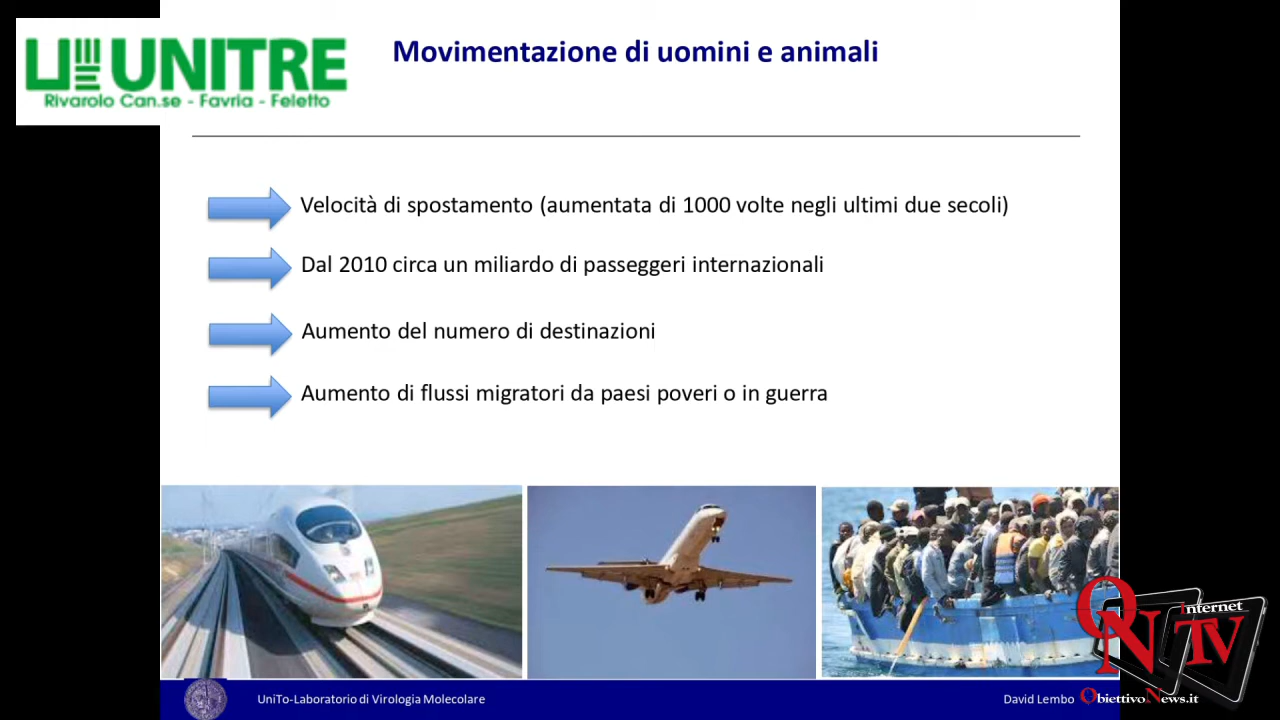 UNITRE
Rivarolo Can.se - Favria - Feletto
Movimentazione di uomini e animali
Velocità di spostamento (aumentata di 1000 volte negli ultimi due secoli)
Dal 2010 circa un miliardo di passeggeri internazionali
Aumento del numero di destinazioni
Aumento di flussi migratori da paesi poveri o in guerra
UniTo-Laboratorio di Virologia Molecolare
David Lembo
ON
Internet
TV
ObiettivoNews.it